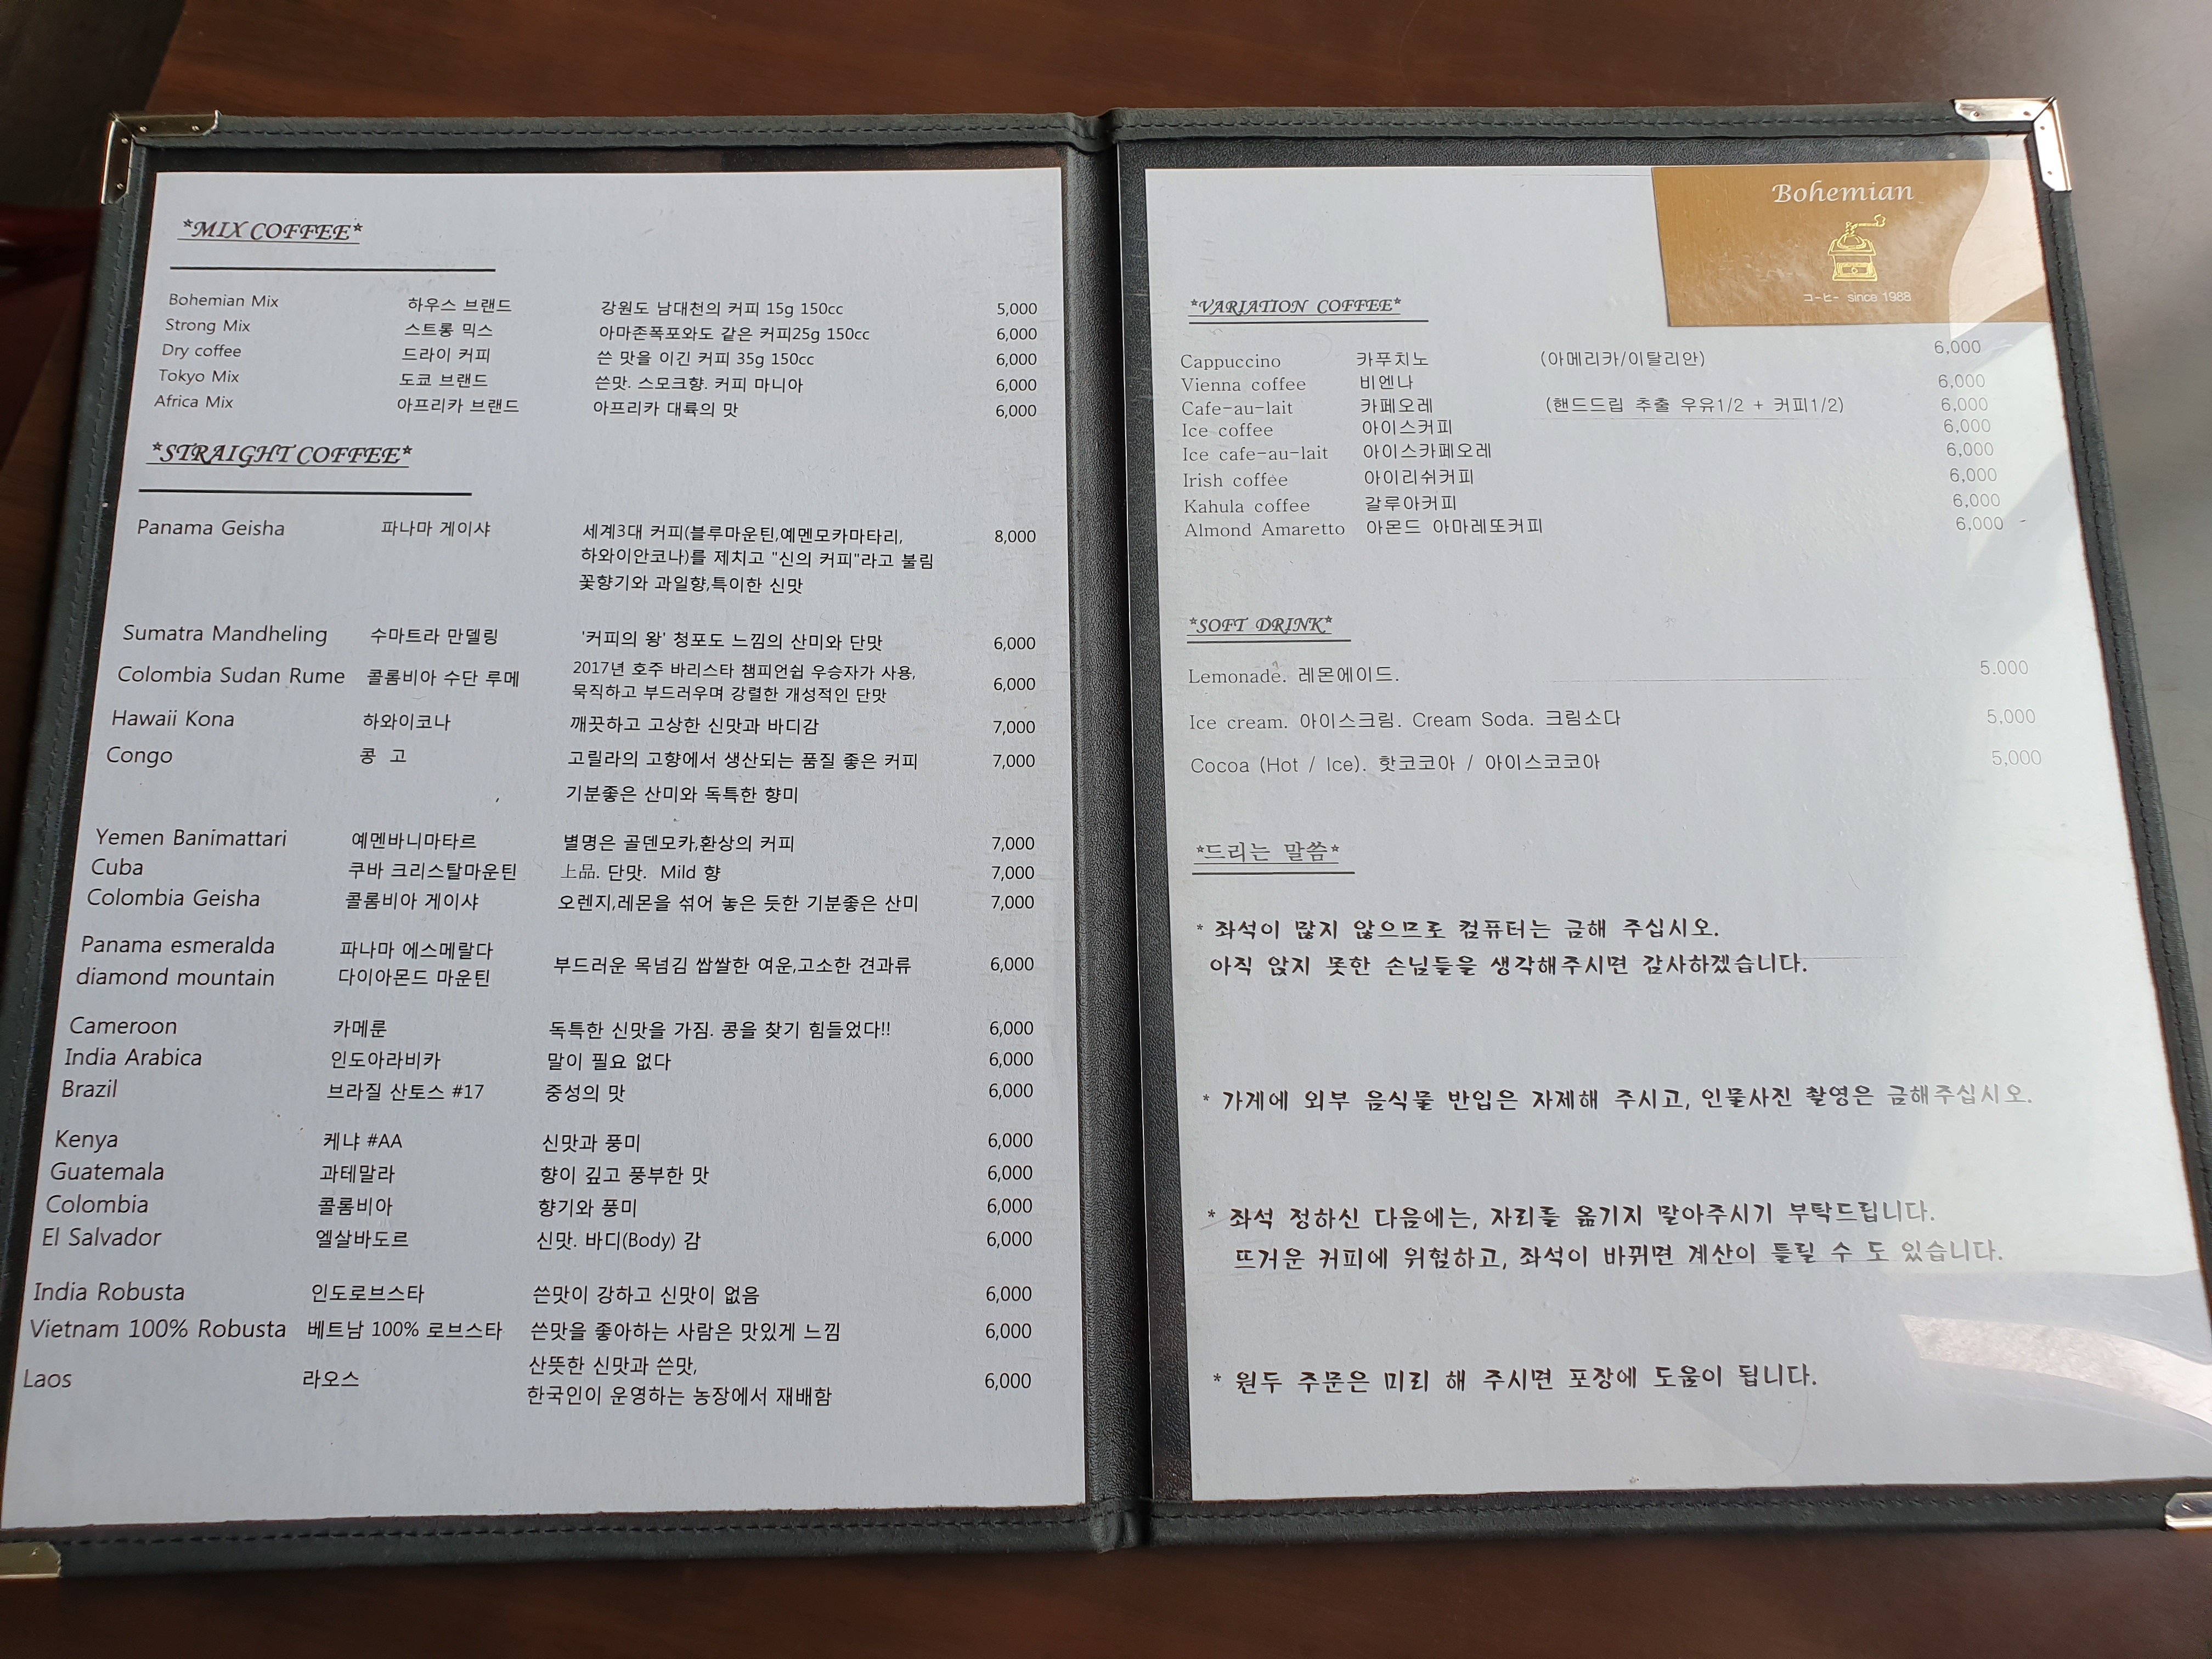 *MIX COFFEE*
Bohemian Mix 하우스 브랜드 강원도 남대천의 커피 15g 150cc 5,000
Strong Mix 스트롱 믹스 아마존폭포와도 같은 커피25g 150cc 6,000
Dry coffee 드라이 커피 쓴 맛을 이긴 커피 35g 150cc 6,000
Tokyo Mix 도쿄 브랜드 쓴맛. 스모크향. 커피 마니아 6,000
Africa Mix 아프리카 브랜드 아프리카 대륙의 맛 6,000
*STRAIGHT COFFEE*
Panama Geisha 파나마 게이샤 세계3대 커피(블루마운틴,예멘모카마타리, 8,000
하와이안코나)를 제치고 "신의 커피"라고 불림
꽃향기와 과일향,특이한 신맛
Sumatra Mandheling 수마트라 만델링 '커피의 왕' 청포도 느낌의 산미와 단맛 6,000
Colombia Sudan Rume 콜롬비아 수단 루메 2017년 호주 바리스타 챔피언쉽 우승자가 사용,
묵직하고 부드러우며 강렬한 개성적인 단맛 6,000
Hawaii Kona 하와이코나 깨끗하고 고상한 신맛과 바디감 7,000
Congo 콩 고 고릴라의 고향에서 생산되는 품질 좋은 커피 7,000
기분좋은 산미와 독특한 향미
Yemen Banimattari 예멘바니마타르 별명은 골덴모카,환상의 커피 7,000
Cuba 쿠바 크리스탈마운틴 上品. 단맛. Mild 향 7,000
Colombia Geisha 콜롬비아 게이샤 오렌지,레몬을 섞어 놓은 듯한 기분좋은 산미 7,000
Panama esmeralda 파나마 에스메랄다
diamond mountain 다이아몬드 마운틴 부드러운 목넘김 쌉쌀한 여운,고소한 견과류 6,000
Cameroon 카메룬 독특한 신맛을 가짐. 콩을 찾기 힘들었다!! 6,000
India Arabica 인도아라비카 말이 필요 없다 6,000
Brazil 브라질 산토스 #17 중성의 맛 6,000
Kenya 케냐 #AA 신맛과 풍미 6,000
Guatemala 과테말라 향이 깊고 풍부한 맛 6,000
Colombia 콜롬비아 향기와 풍미 6,000
El Salvador 엘살바도르 신맛. 바디(Body) 감 6,000
India Robusta 인도로브스타 쓴맛이 강하고 신맛이 없음 6,000
Vietnam 100% Robusta 베트남 100% 로브스타 쓴맛을 좋아하는 사람은 맛있게 느낌 6,000
Laos 라오스 산뜻한 신맛과 쓴맛, 6,000
한국인이 운영하는 농장에서 재배함
Bohemian
コーヒー since 1988
*VARIATION COFFEE*
Cappuccino 카푸치노 (아메리카/이탈리안) 6,000
Vienna coffee 비엔나 6,000
Cafe-au-lait 카페오레 (핸드드립 추출 우유1/2 + 커피1/2) 6,000
Ice coffee 아이스커피 6,000
Ice cafe-au-lait 아이스카페오레 6,000
Irish coffee 아이리쉬커피 6,000
Kahula coffee 갈루아커피 6,000
Almond Amaretto 아몬드 아마레또커피 6,000
*SOFT DRINK*
Lemonade. 레몬에이드. 5.000
Ice cream. 아이스크림. Cream Soda. 크림소다 5,000
Cocoa (Hot / Ice). 핫코코아 / 아이스코코아 5,000
*드리는 말씀*
* 좌석이 많지 않으므로 컴퓨터는 금해 주십시오.
아직 앉지 못한 손님들을 생각해주시면 감사하겠습니다.
* 가게에 외부 음식물 반입은 자제해 주시고, 인물사진 촬영은 금해주십시오.
* 좌석 정하신 다음에는, 자리를 옮기지 말아주시기 부탁드립니다.
뜨거운 커피에 위험하고, 좌석이 바뀌면 계산이 틀릴 수 도 있습니다.
* 원두 주문은 미리 해 주시면 포장에 도움이 됩니다.